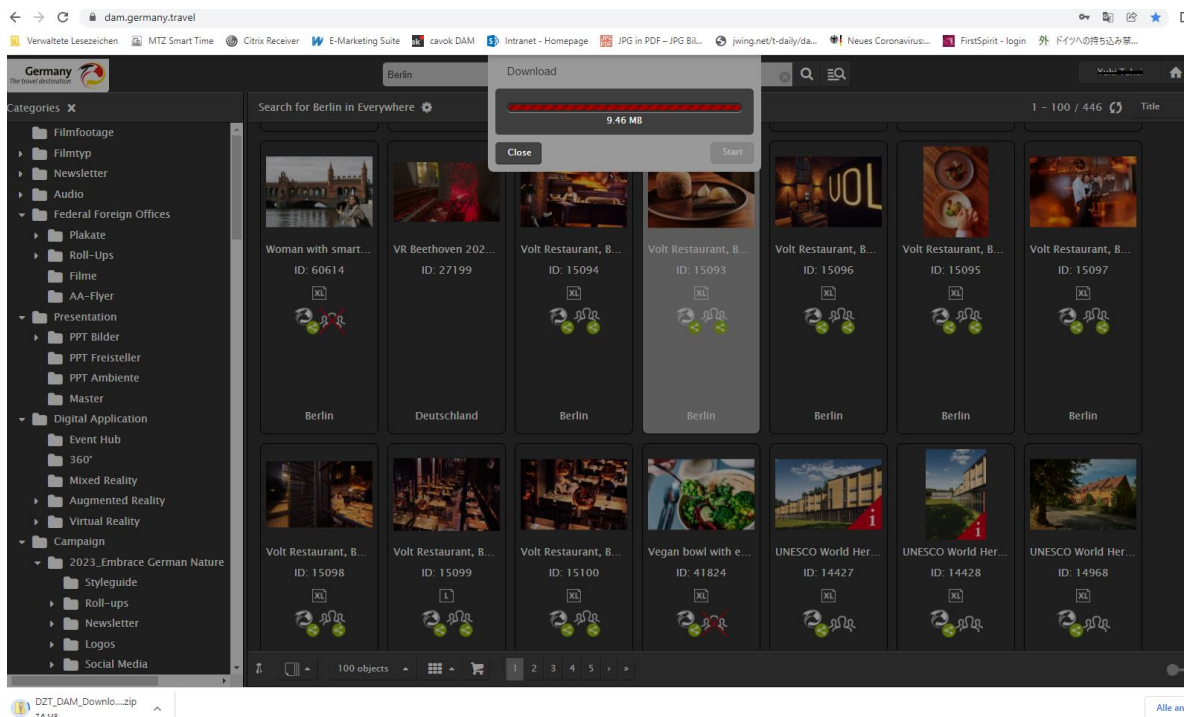 dam.germany.travel
Verwaltete Lesezeichen MTZ Smart Time Citrix Receiver E-Marketing Suite cavok DAM Intranet - Homepage JPG in PDF – JPG Bil... jwing.net/t-daily/da... Neues Coronavirus:... FirstSpirit - login ドイツへの持ち込み禁...
Germany
The travel destination
Berlin
Download
9.46 MB
Close
Start
Categories
Search for Berlin in Everywhere
1 - 100 / 446
Title
Filmfootage
Filmtyp
Newsletter
Audio
Federal Foreign Offices
Plakate
Roll-Ups
Filme
AA-Flyer
Presentation
PPT Bilder
PPT Freisteller
PPT Ambiente
Master
Digital Application
Event Hub
360°
Mixed Reality
Augmented Reality
Virtual Reality
Campaign
2023_Embrace German Nature
Styleguide
Roll-ups
Newsletter
Logos
Social Media
VOL
Woman with smart... VR Beethoven 202... Volt Restaurant, B... Volt Restaurant, B... Volt Restaurant, B... Volt Restaurant, B... Volt Restaurant, B...
ID: 60614 ID: 27199 ID: 15094 ID: 15093 ID: 15096 ID: 15095 ID: 15097
XL XL XL XL XL XL
Berlin Deutschland Berlin Berlin Berlin Berlin Berlin
Volt Restaurant, B... Volt Restaurant, B... Volt Restaurant, B... Vegan bowl with e... UNESCO World Her... UNESCO World Her... UNESCO World Her...
ID: 15098 ID: 15099 ID: 15100 ID: 41824 ID: 14427 ID: 14428 ID: 14968
XL L XL XL XL XL XL
100 objects
1 2 3 4 5 › »
DZT_DAM_Downlo....zip
Alle an